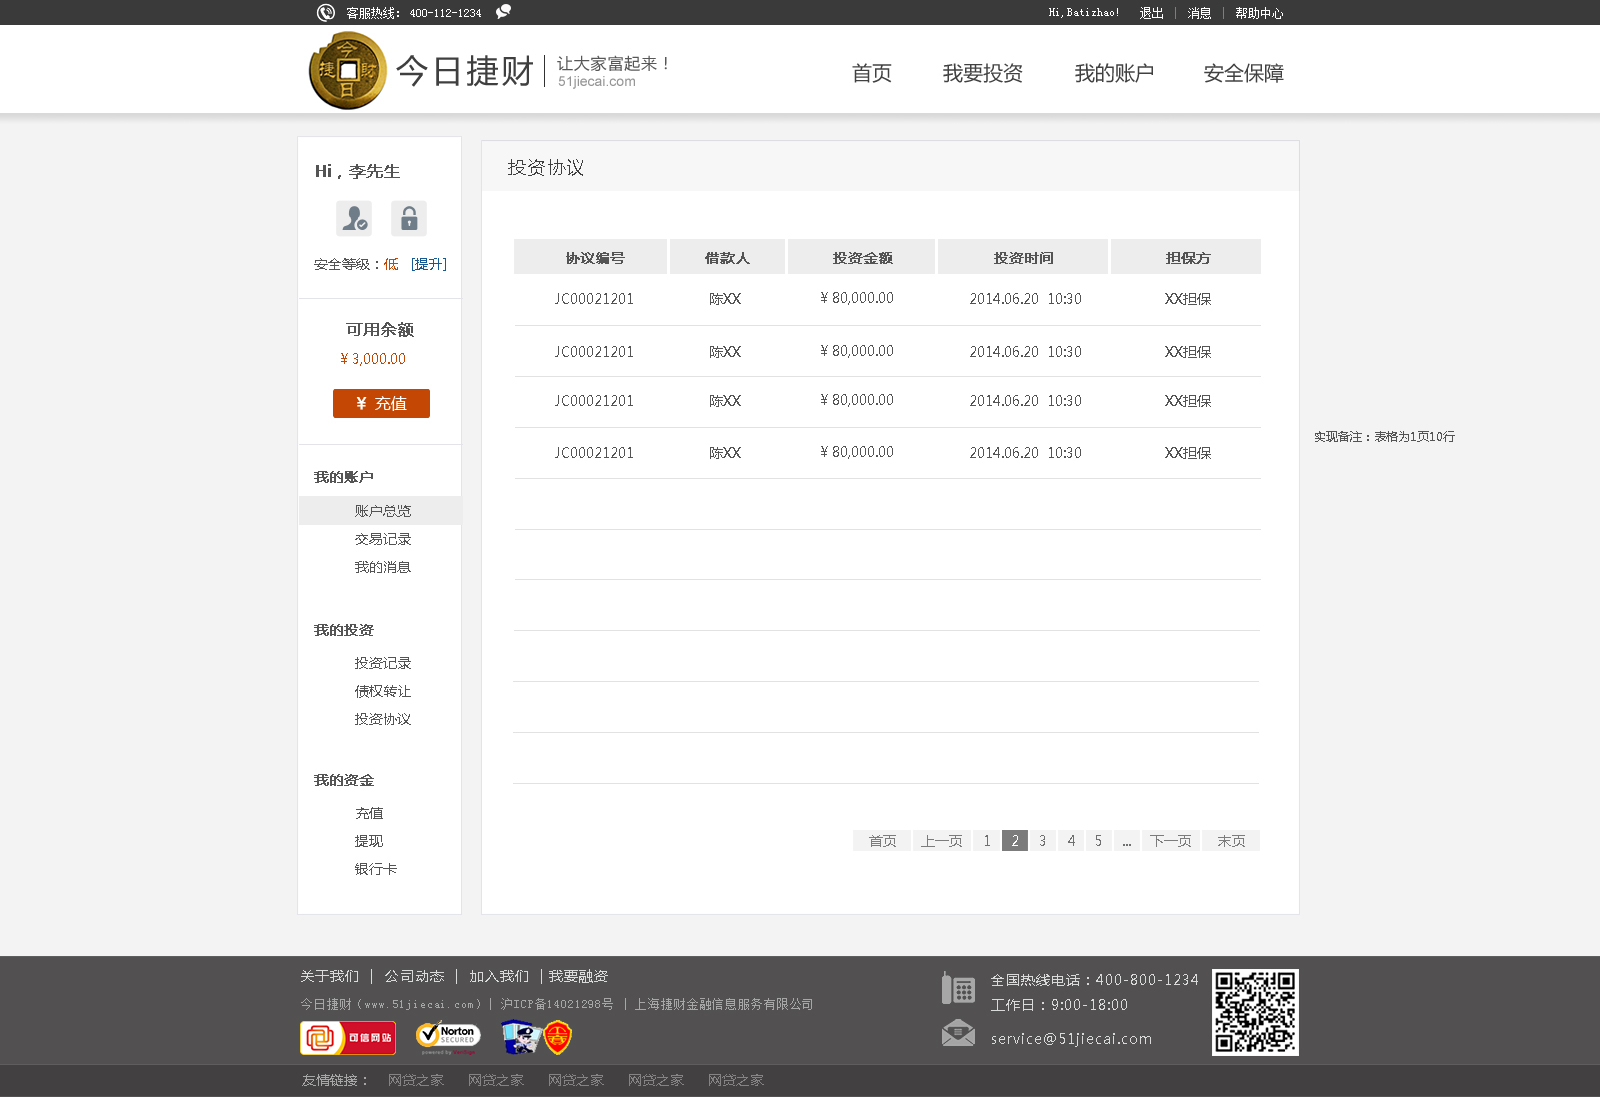 客服热线： 400-112-1234
Hi,Batizhao! 退出 | 消息 | 帮助中心
今 捷 財 日
今日捷财 | 让大家富起来！
51jiecai.com
首页 我要投资 我的账户 安全保障
Hi，李先生
安全等级：低 [提升]
可用余额
¥ 3,000.00
¥ 充值
我的账户
账户总览
交易记录
我的消息
我的投资
投资记录
债权转让
投资协议
我的资金
充值
提现
银行卡
投资协议
协议编号 借款人 投资金额 投资时间 担保方
JC00021201 陈XX ¥ 80,000.00 2014.06.20 10:30 XX担保
JC00021201 陈XX ¥ 80,000.00 2014.06.20 10:30 XX担保
JC00021201 陈XX ¥ 80,000.00 2014.06.20 10:30 XX担保
JC00021201 陈XX ¥ 80,000.00 2014.06.20 10:30 XX担保
首页 上一页 1 2 3 4 5 ... 下一页 末页
实现备注：表格为1页10行
关于我们 | 公司动态 | 加入我们 | 我要融资
今日捷财（www.51jiecai.com）| 沪ICP备14021298号 | 上海捷财金融信息服务有限公司
可信网站
Norton
SECURED
powered by VeriSign
全国热线电话：400-800-1234
工作日：9:00-18:00
service@51jiecai.com
友情链接： 网贷之家 网贷之家 网贷之家 网贷之家 网贷之家